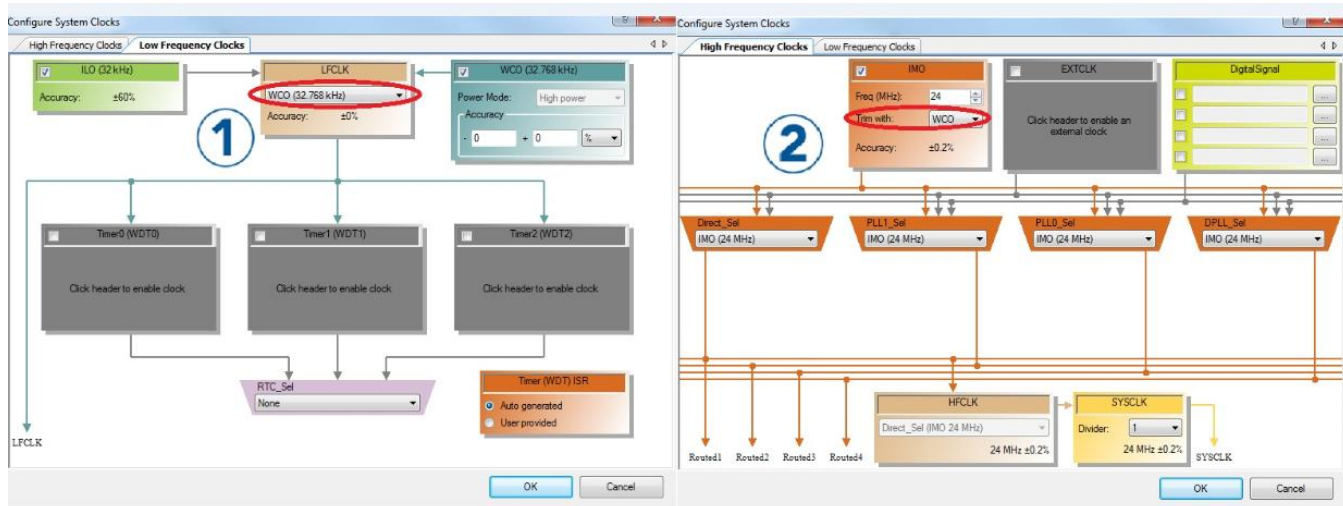 Configure System Clocks
High Frequency Clocks Low Frequency Clocks
ILO (32 kHz)
Accuracy: ±60%
LFCLK
WCO (32.768 kHz)
Accuracy: ±0%
WCO (32.768 kHz)
Power Mode: High power
Accuracy
- 0 + 0 %
1
Timer0 (WDT0) Timer1 (WDT1) Timer2 (WDT2)
Click header to enable clock Click header to enable clock Click header to enable clock
RTC_Sel
None
Timer (WDT) ISR
Auto generated
User provided
LFCLK
OK Cancel
Configure System Clocks
High Frequency Clocks Low Frequency Clocks
IMO
Freq (MHz): 24
Trim with: WCO
Accuracy: ±0.2%
EXTCLK
Click header to enable an
external clock
DigitalSignal
... 
...
...
...
2
Direct_Sel PLL1_Sel PLL0_Sel DPLL_Sel
IMO (24 MHz) IMO (24 MHz) IMO (24 MHz) IMO (24 MHz)
HFCLK
Direct_Sel (IMO 24 MHz)
24 MHz ±0.2%
SYSCLK
Divider: 1
24 MHz ±0.2%
Routed1 Routed2 Routed3 Routed4 SYSCLK
OK Cancel